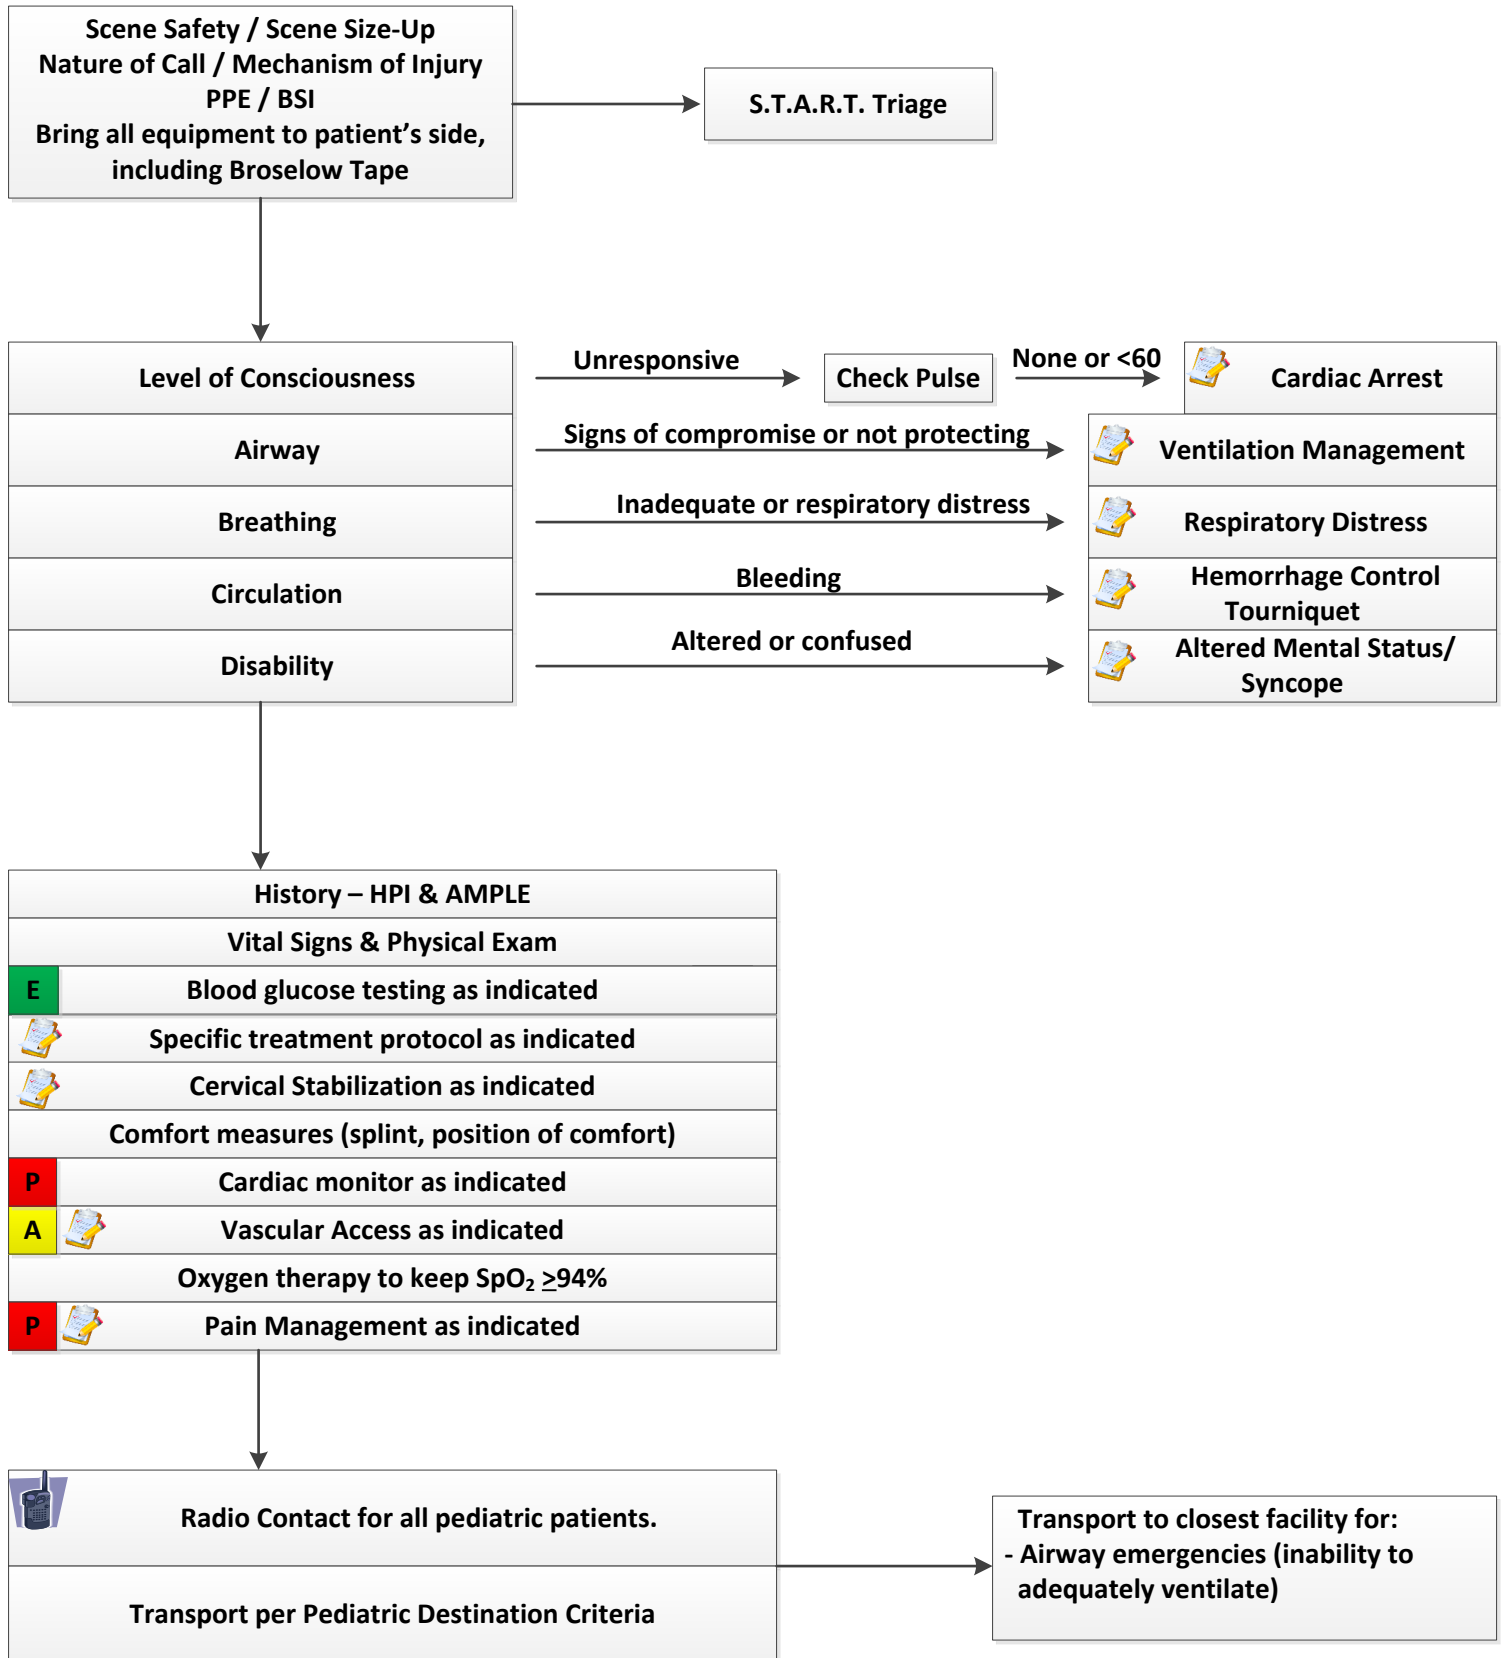 Scene Safety / Scene Size-Up
Nature of Call / Mechanism of Injury
PPE / BSI
Bring all equipment to patient’s side,
including Broselow Tape
S.T.A.R.T. Triage
Level of Consciousness
Unresponsive
Check Pulse
None or <60
Cardiac Arrest
Airway
Signs of compromise or not protecting
Ventilation Management
Breathing
Inadequate or respiratory distress
Respiratory Distress
Circulation
Bleeding
Hemorrhage Control
Tourniquet
Disability
Altered or confused
Altered Mental Status/
Syncope
History – HPI & AMPLE
Vital Signs & Physical Exam
E Blood glucose testing as indicated
Specific treatment protocol as indicated
Cervical Stabilization as indicated
Comfort measures (splint, position of comfort)
P Cardiac monitor as indicated
A Vascular Access as indicated
Oxygen therapy to keep SpO₂ ≥94%
P Pain Management as indicated
Radio Contact for all pediatric patients.
Transport per Pediatric Destination Criteria
Transport to closest facility for:
- Airway emergencies (inability to
adequately ventilate)